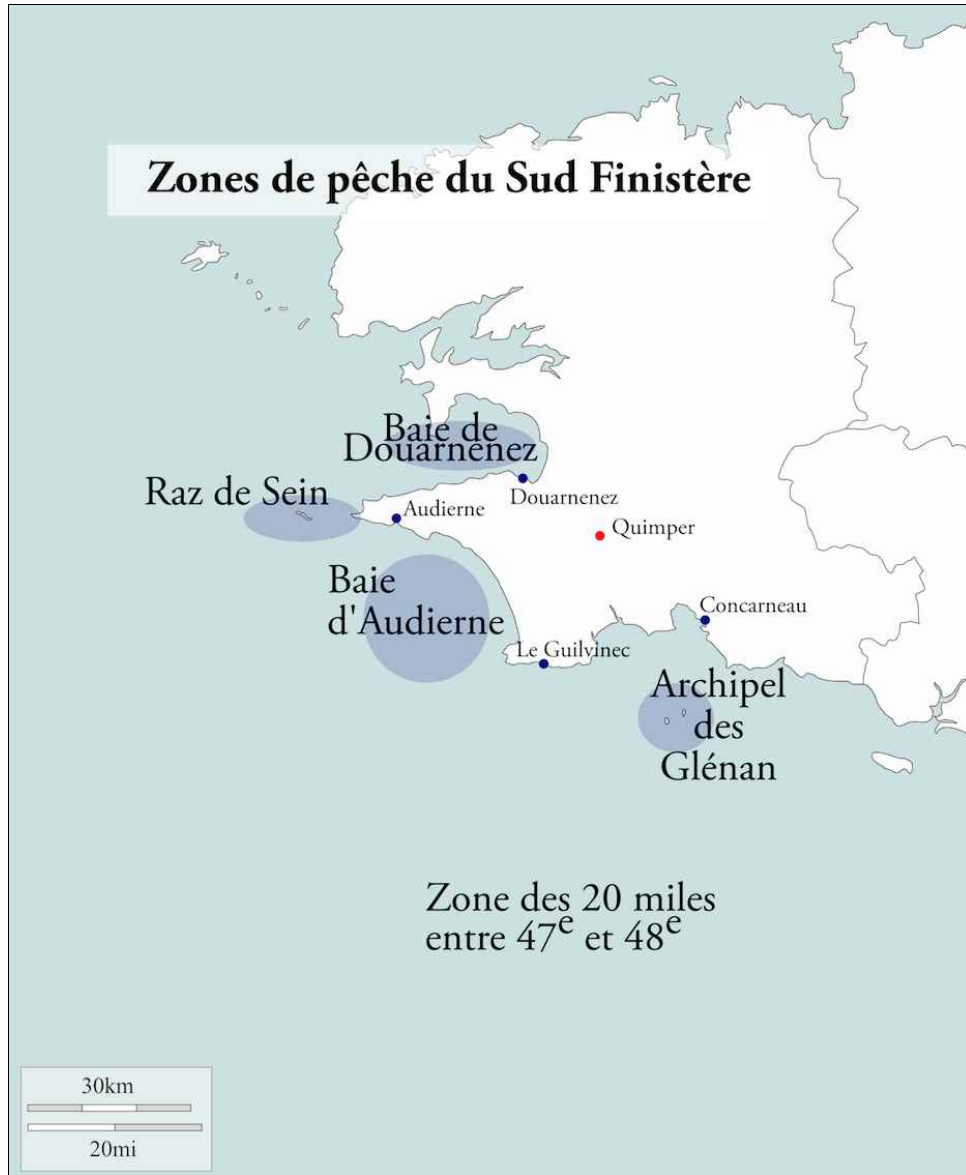 Zones de pêche du Sud Finistère
Baie de
Douarnenez
Raz de Sein
Douarnenez
Audierne
Quimper
Baie
d'Audierne
Concarneau
Le Guilvinec
Archipel
des
Glénan
Zone des 20 miles
entre 47e et 48e
30km
20mi